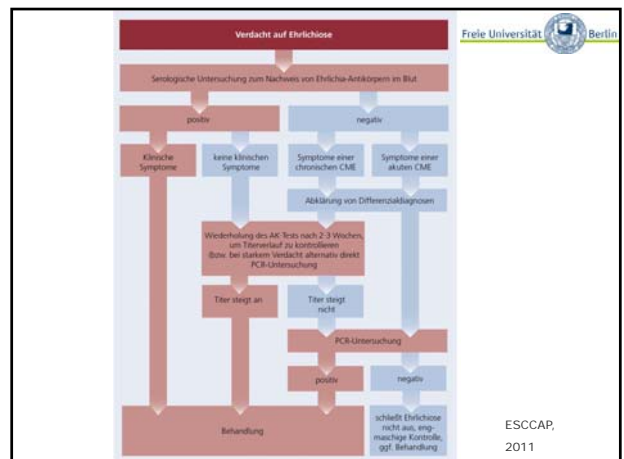 Verdacht auf Ehrlichiose
Freie Universität Berlin
Serologische Untersuchung zum Nachweis von Ehrlichia-Antikörpern im Blut
positiv
negativ
Klinische
Symptome
keine klinischen
Symptome
Symptome einer
chronischen CME
Symptome einer
akuten CME
Abklärung von Differenzialdiagnosen
Wiederholung des AK-Tests nach 2-3 Wochen,
um Titerverlauf zu kontrollieren
(bzw. bei starkem Verdacht alternativ direkt
PCR-Untersuchung
Titer steigt an
Titer steigt
nicht
PCR-Untersuchung
positiv
negativ
Behandlung
schließt Ehrlichiose
nicht aus, eng-
maschige Kontrolle,
ggf. Behandlung
ESCCAP,
2011